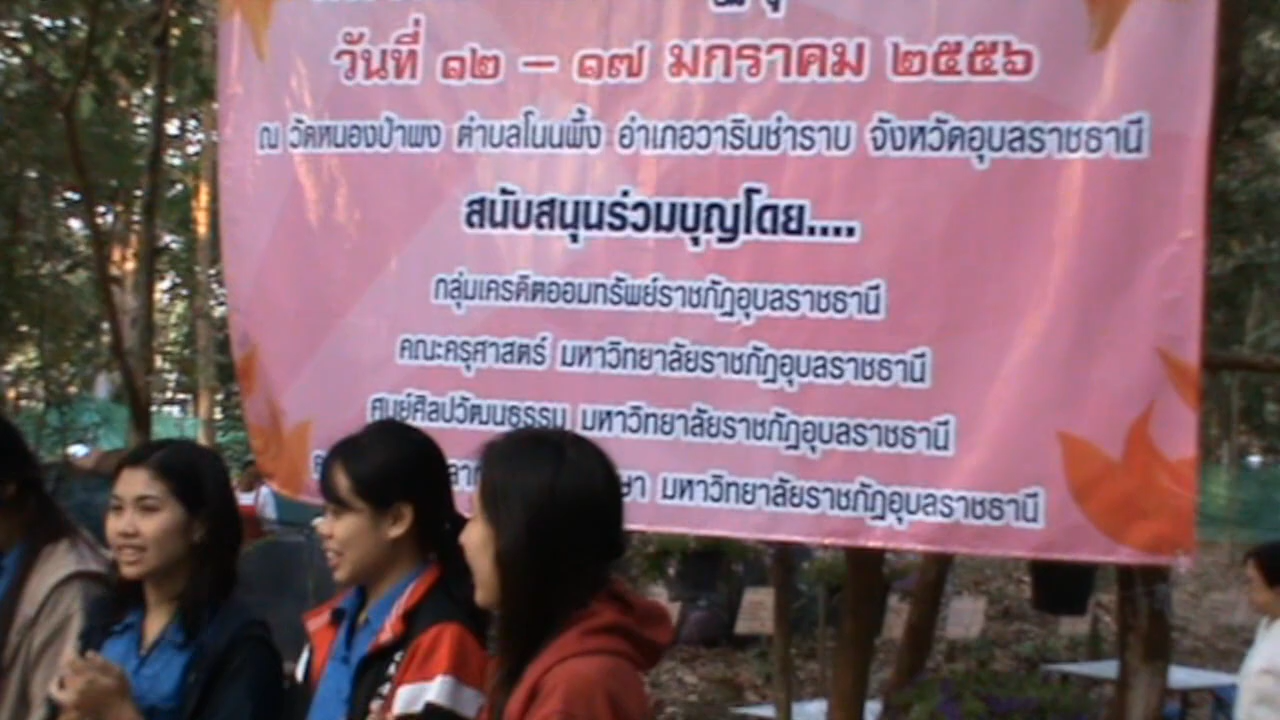 วันที่ ๑๒ – ๑๗ มกราคม ๒๕๕๖
ณ วัดหนองป่าพง ตำบลโนนผึ้ง อำเภอวารินชำราบ จังหวัดอุบลราชธานี
สนับสนุนร่วมบุญโดย....
กลุ่มเครดิตออมทรัพย์ราชภัฏอุบลราชธานี
คณะครุศาสตร์ มหาวิทยาลัยราชภัฏอุบลราชธานี
ศูนย์ศิลปวัฒนธรรม มหาวิทยาลัยราชภัฏอุบลราชธานี
มหาวิทยาลัยราชภัฏอุบลราชธานี